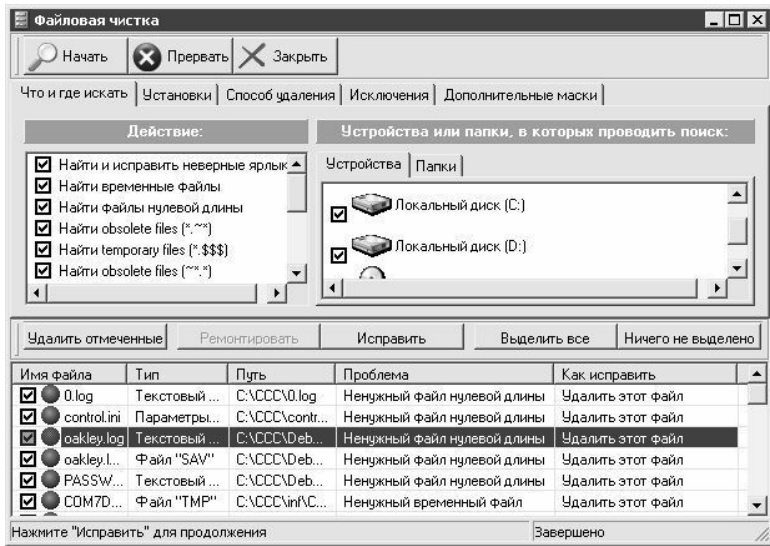 Файловая чистка
Начать Прервать Закрыть
Что и где искать Установки Способ удаления Исключения Дополнительные маски
Действие:
Найти и исправить неверные ярлык
Найти временные файлы
Найти файлы нулевой длины
Найти obsolete files (*.~*)
Найти temporary files (*.$$$)
Найти obsolete files (~*.*)
Устройства или папки, в которых проводить поиск:
Устройства Папки
Локальный диск (C:)
Локальный диск (D:)
Удалить отмеченные Ремонтировать Исправить Выделить все Ничего не выделено
Имя файла Тип Путь Проблема Как исправить
0.log Текстовый ... C:\CCC\0.log Ненужный файл нулевой длины Удалить этот файл
control.ini Параметры... C:\CCC\contr... Ненужный файл нулевой длины Удалить этот файл
oakley.log Текстовый ... C:\CCC\Deb... Ненужный файл нулевой длины Удалить этот файл
oakley.l... Файл "SAV" C:\CCC\Deb... Ненужный файл нулевой длины Удалить этот файл
PASSW... Текстовый ... C:\CCC\Deb... Ненужный файл нулевой длины Удалить этот файл
COM7D... Файл "TMP" C:\CCC\inf\C... Ненужный временный файл Удалить этот файл
Нажмите "Исправить" для продолжения Завершено